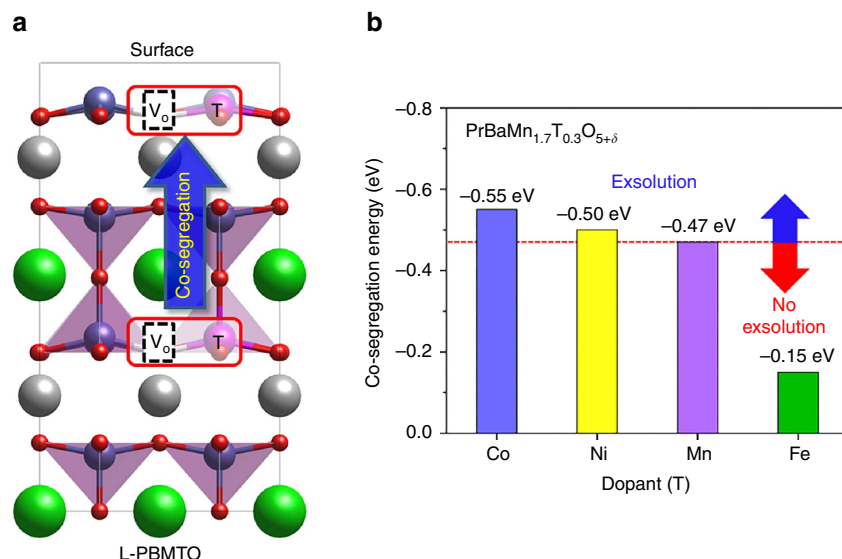 a
Surface
Vo
T
Co-segregation
Vo
T
L-PBMTO
b
Co-segregation energy (eV)
–0.8
–0.6
–0.4
–0.2
0.0
PrBaMn1.7T0.3O5+δ
Exsolution
–0.55 eV
–0.50 eV
–0.47 eV
No
exsolution
–0.15 eV
Co
Ni
Mn
Fe
Dopant (T)